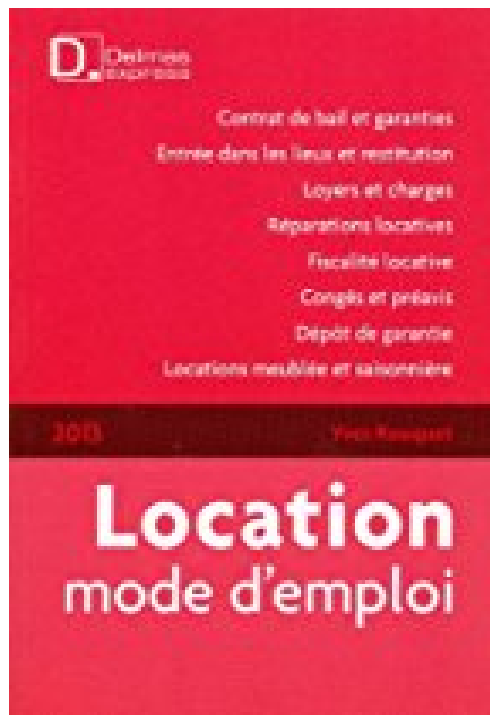 D. Delmas
express
Contrat de bail et garanties
Entrée dans les lieux et restitution
Loyers et charges
Réparations locatives
Fiscalité locative
Congés et préavis
Dépôt de garantie
Locations meublée et saisonnière
2013 Yves Rouquet
Location
mode d'emploi